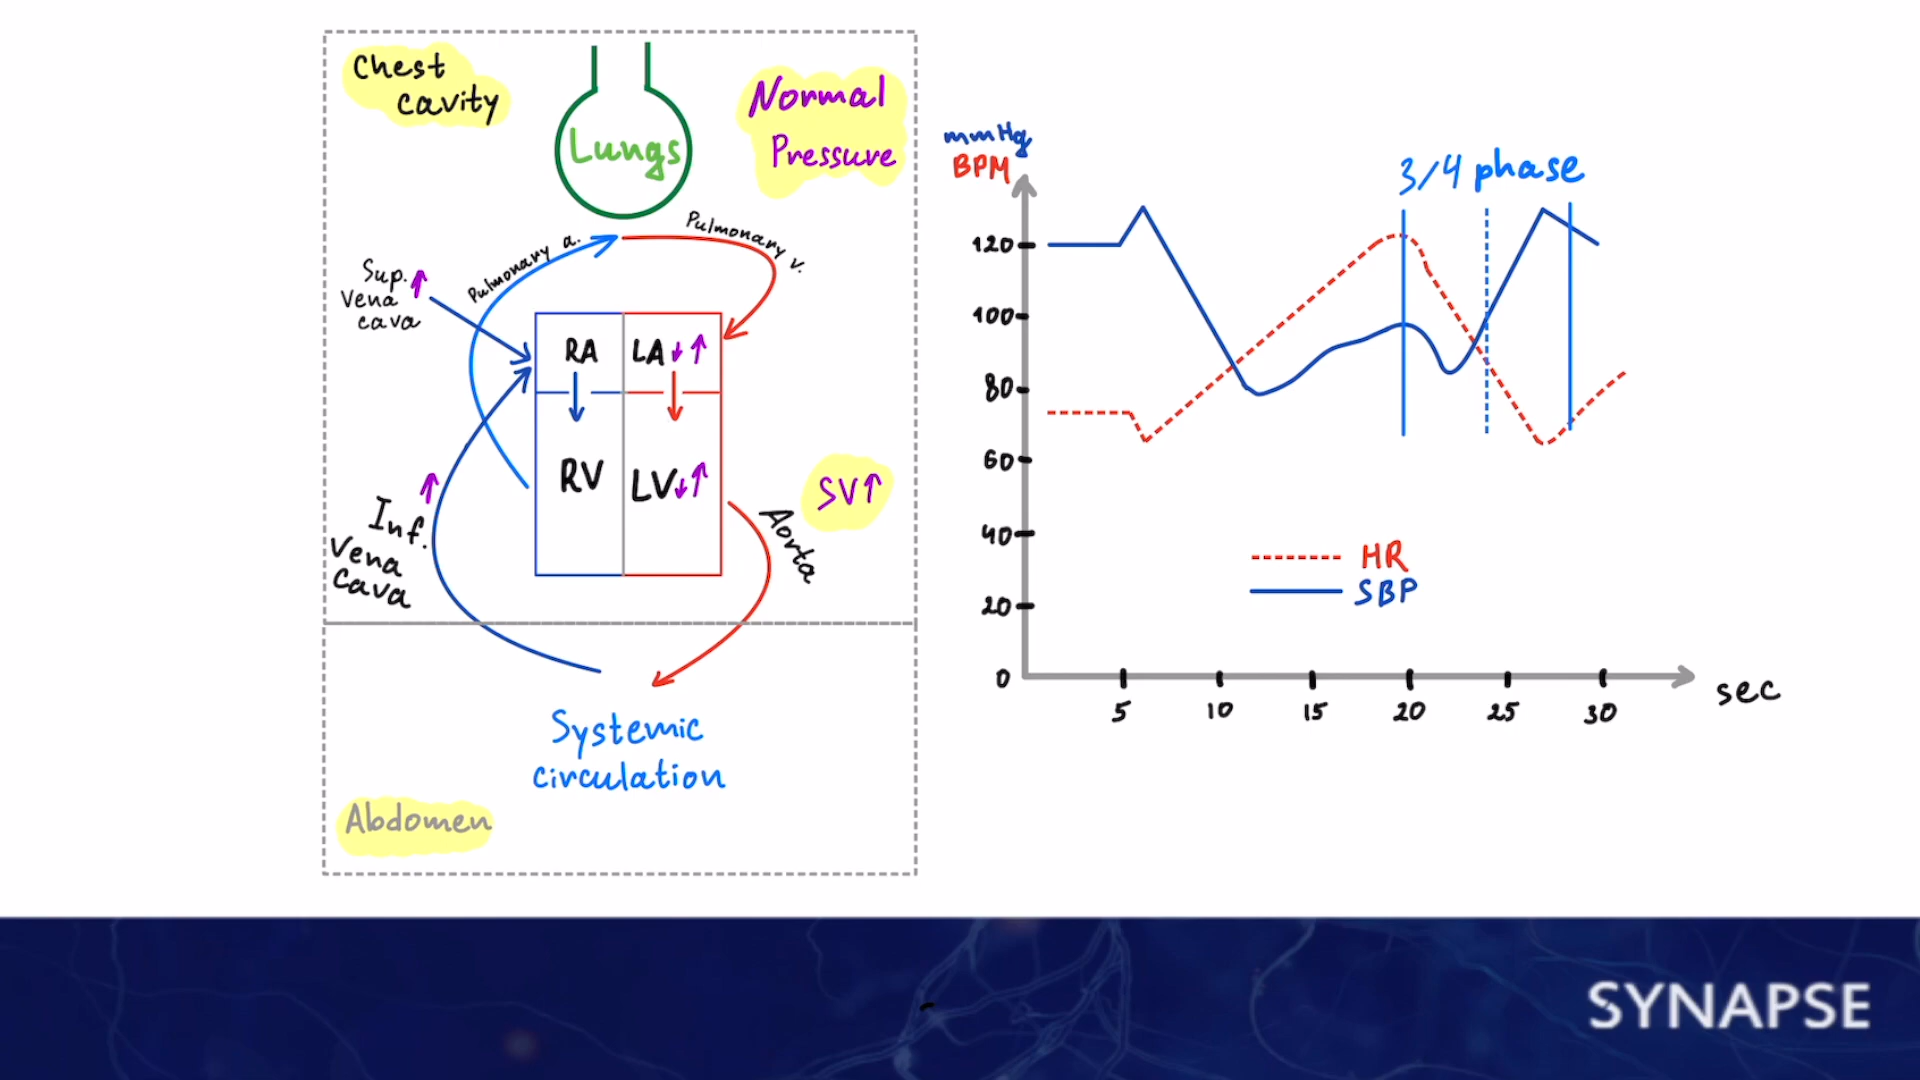 Chest
cavity
Lungs
Normal
Pressure
Pulmonary a.
Pulmonary v.
Sup. ↑
Vena
cava
RA
LA ↓ ↑
RV
LV ↓ ↑
SV ↑
Aorta
↑
Inf.
Vena
Cava
Systemic
circulation
Abdomen
mmHg
BPM
3/4 phase
120
100
80
60
40
20
0
HR
SBP
5 10 15 20 25 30
sec
SYNAPSE